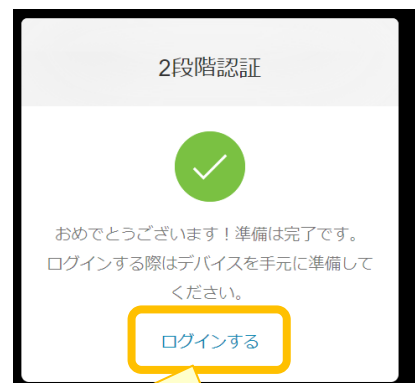 2段階認証
おめでとうございます！準備は完了です。
ログインする際はデバイスを手元に準備して
ください。
ログインする